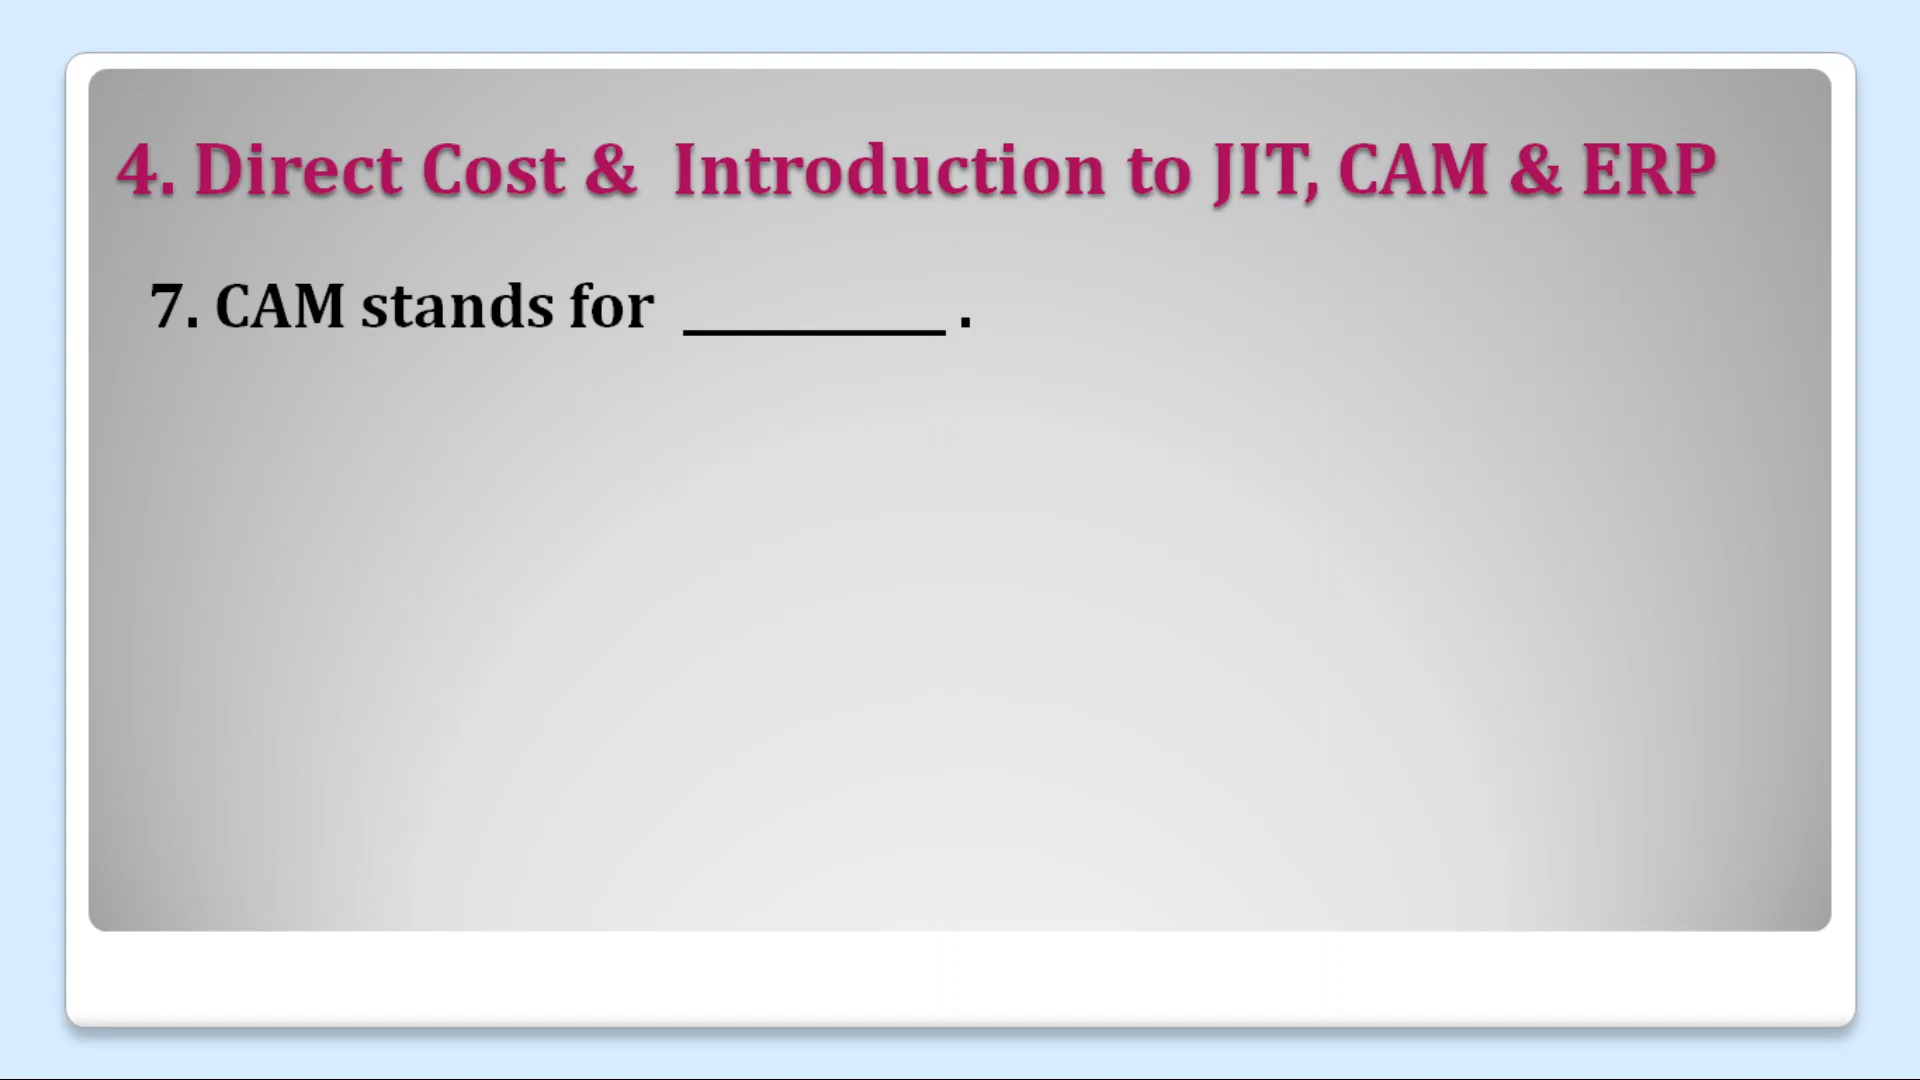 4. Direct Cost & Introduction to JIT, CAM & ERP
7. CAM stands for __________ .